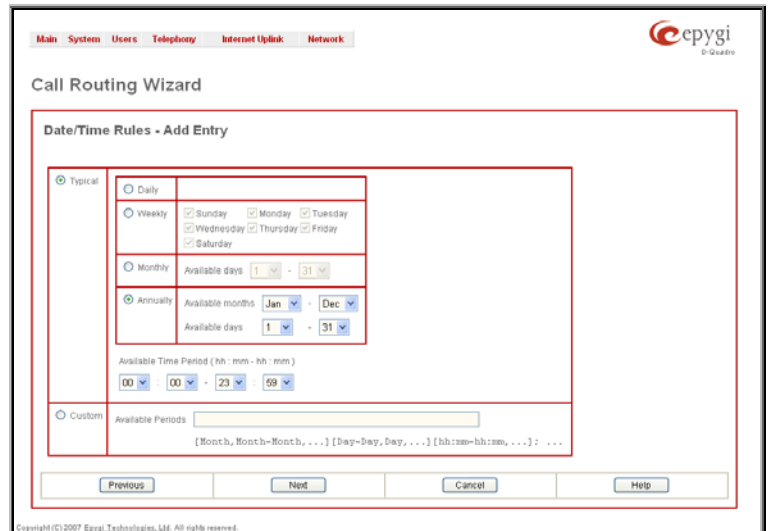 Main System Users Telephony Internet Uplink Network
epygi
D-Quadro
Call Routing Wizard
Date/Time Rules - Add Entry
Typical
Daily
Weekly
Sunday Monday Tuesday
Wednesday Thursday Friday
Saturday
Monthly Available days 1 - 31
Annually Available months Jan - Dec
Available days 1 - 31
Available Time Period ( hh : mm - hh : mm )
00 : 00 - 23 : 59
Custom Available Periods
[Month,Month-Month,...][Day-Day,Day,...][hh:mm-hh:mm,...]; ...
Previous Next Cancel Help
Copyright (C) 2007 Epygi Technologies, Ltd. All rights reserved.